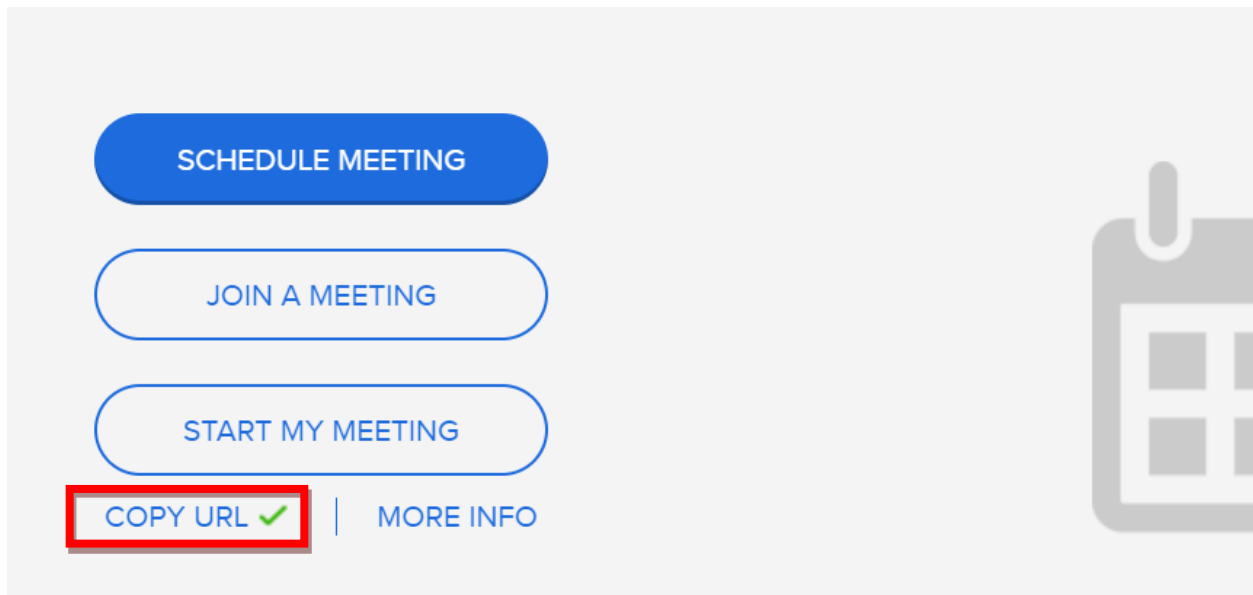 SCHEDULE MEETING
JOIN A MEETING
START MY MEETING
COPY URL | MORE INFO